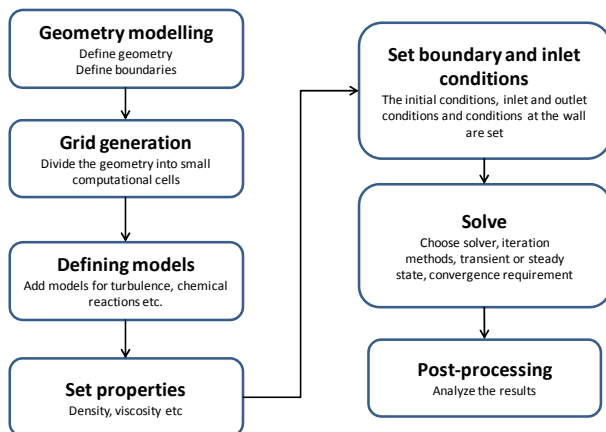 Geometry modelling
Define geometry
Define boundaries
Grid generation
Divide the geometry into small
computational cells
Defining models
Add models for turbulence, chemical
reactions etc.
Set properties
Density, viscosity etc
Set boundary and inlet
conditions
The initial conditions, inlet and outlet
conditions and conditions at the wall
are set
Solve
Choose solver, iteration
methods, transient or steady
state, convergence requirement
Post-processing
Analyze the results